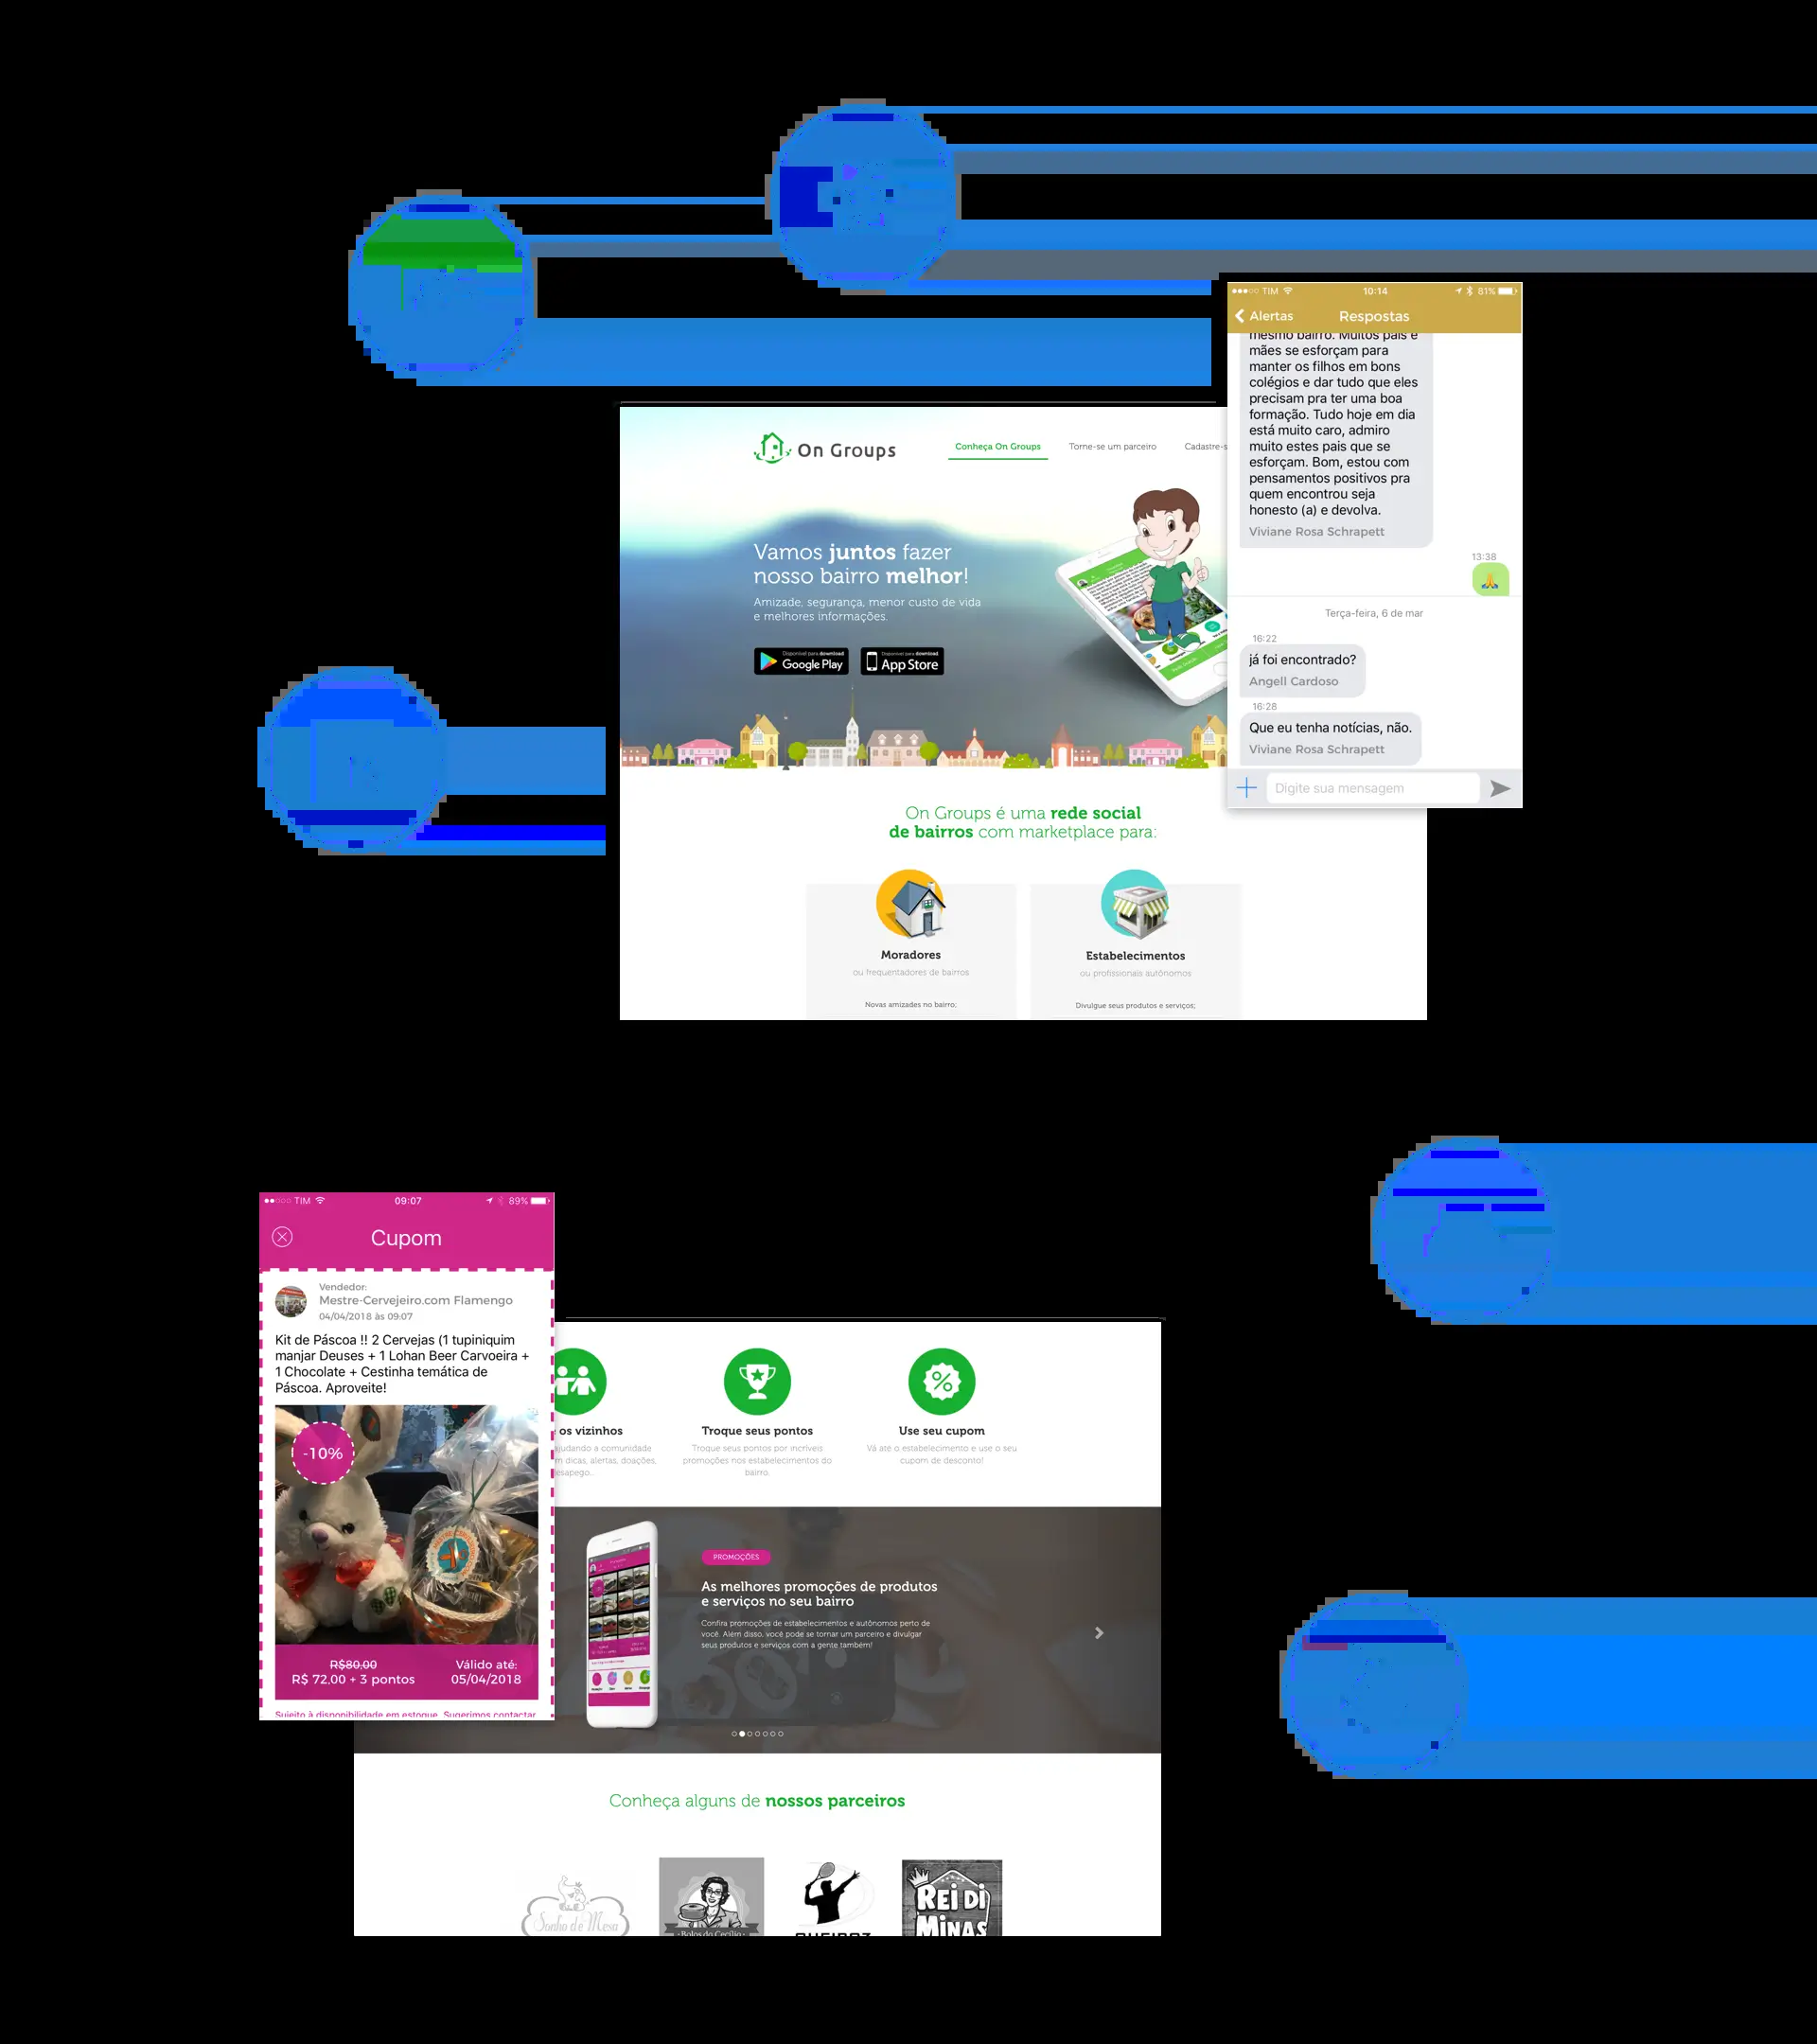 TIM 10:14 81%
Alertas Respostas
mesmo bairro. Muitos pais e
mães se esforçam para
manter os filhos em bons
colégios e dar tudo que eles
precisam pra ter uma boa
formação. Tudo hoje em dia
está muito caro, admiro
muito estes pais que se
esforçam. Bom, estou com
pensamentos positivos pra
quem encontrou seja
honesto (a) e devolva.
Viviane Rosa Schrapett
13:38
Terça-feira, 6 de mar
16:22
já foi encontrado?
Angell Cardoso
16:28
Que eu tenha notícias, não.
Viviane Rosa Schrapett
Digite sua mensagem
On Groups
Conheça On Groups Torne-se um parceiro Cadastre-s
Vamos juntos fazer
nosso bairro melhor!
Amizade, segurança, menor custo de vida
e melhores informações.
Disponível para download
Google Play
Disponível para download
App Store
On Groups é uma rede social
de bairros com marketplace para:
Moradores
ou frequentadores de bairros
Novas amizades no bairro;
Estabelecimentos
ou profissionais autônomos
Divulgue seus produtos e serviços;
TIM 09:07 89%
Cupom
Vendedor:
Mestre-Cervejeiro.com Flamengo
04/04/2018 às 09:07
Kit de Páscoa !! 2 Cervejas (1 tupiniquim
manjar Deuses + 1 Lohan Beer Carvoeira +
1 Chocolate + Cestinha temática de
Páscoa. Aproveite!
-10%
R$80,00
R$ 72,00 + 3 pontos
Válido até:
05/04/2018
Sujeito à disponibilidade em estoque. Sugerimos contactar
os vizinhos
ajudando a comunidade
m dicas, alertas, doações,
esapego..
Troque seus pontos
Troque seus pontos por incríveis
promoções nos estabelecimentos do
bairro.
Use seu cupom
Vá até o estabelecimento e use o seu
cupom de desconto!
PROMOÇÕES
As melhores promoções de produtos
e serviços no seu bairro
Confira promoções de estabelecimentos e autônomos perto de
você. Além disso, você pode se tornar um parceiro e divulgar
seus produtos e serviços com a gente também!
Conheça alguns de nossos parceiros
Sonho de Mesa
Bolos da Cecília
QUEIROZ
REI DI
MINAS